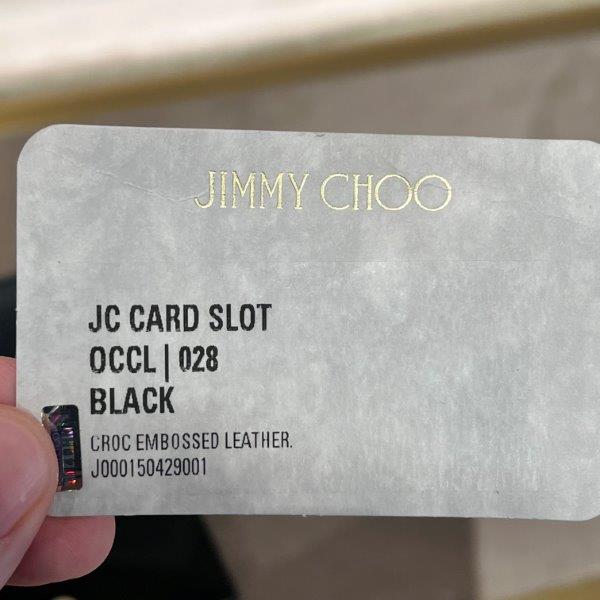 JIMMY CHOO
JC CARD SLOT
OCCL | 028
BLACK
CROC EMBOSSED LEATHER.
J000150429001